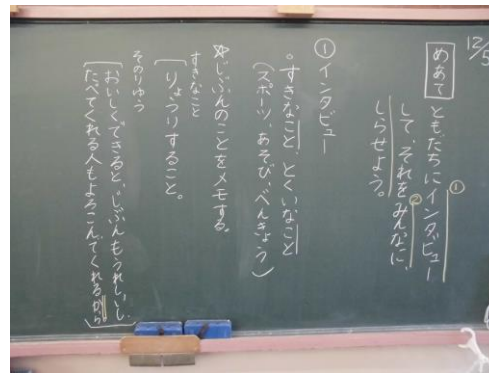 12/5
めあて
ともだちにインタビュー
①
して、それをみんなに、
②
しらせよう。
①インタビュー
。すきなこと、とくいなこと
(スポーツ、あそび、べんきょう)
☆じぶんのことをメモする。
すきなこと
「りょうりすること。
そのりゆう
おいしくできると、じぶんもうれしいし、
たべてくれる人もよろこんでくれるから